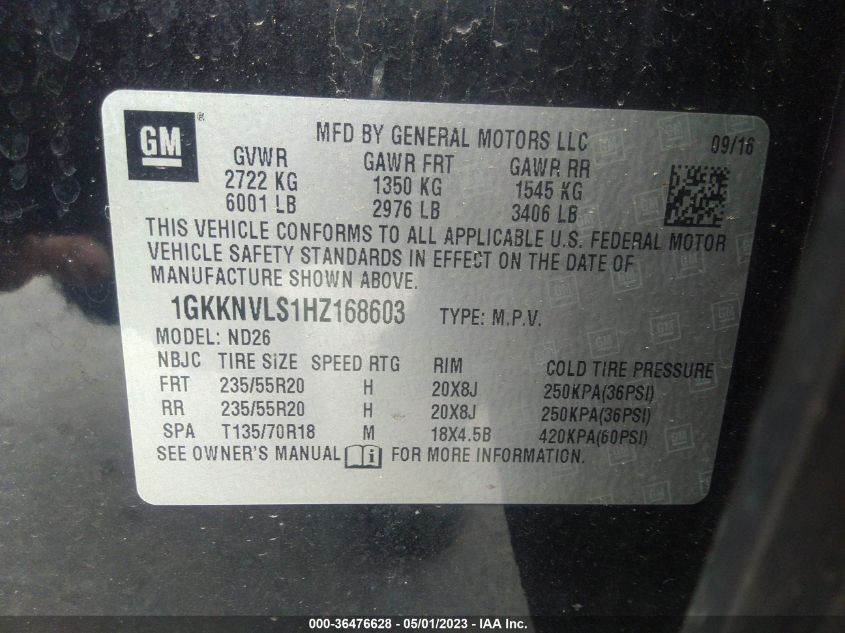 GM ®
MFD BY GENERAL MOTORS LLC 09/16
GVWR GAWR FRT GAWR RR
2722 KG 1350 KG 1545 KG
6001 LB 2976 LB 3406 LB
THIS VEHICLE CONFORMS TO ALL APPLICABLE U.S. FEDERAL MOTOR
VEHICLE SAFETY STANDARDS IN EFFECT ON THE DATE OF
MANUFACTURE SHOWN ABOVE.
1GKKNVLS1HZ168603 TYPE: M.P.V.
MODEL: ND26
NBJC TIRE SIZE SPEED RTG RIM COLD TIRE PRESSURE
FRT 235/55R20 H 20X8J 250KPA(36PSI)
RR 235/55R20 H 20X8J 250KPA(36PSI)
SPA T135/70R18 M 18X4.5B 420KPA(60PSI)
SEE OWNER'S MANUAL FOR MORE INFORMATION.
000-36476628 - 05/01/2023 - IAA Inc.